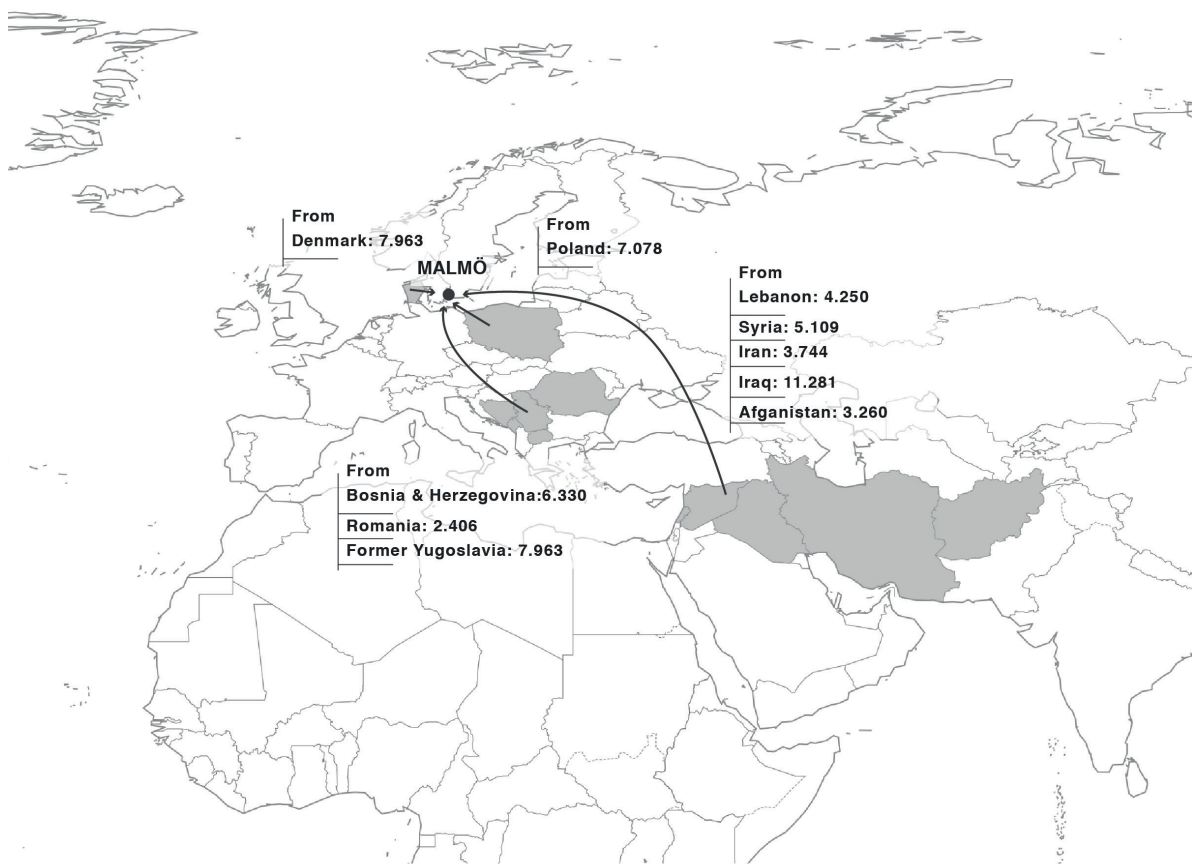 From
Denmark: 7.963
From
Poland: 7.078
MALMÖ
From
Lebanon: 4.250
Syria: 5.109
Iran: 3.744
Iraq: 11.281
Afganistan: 3.260
From
Bosnia & Herzegovina:6.330
Romania: 2.406
Former Yugoslavia: 7.963